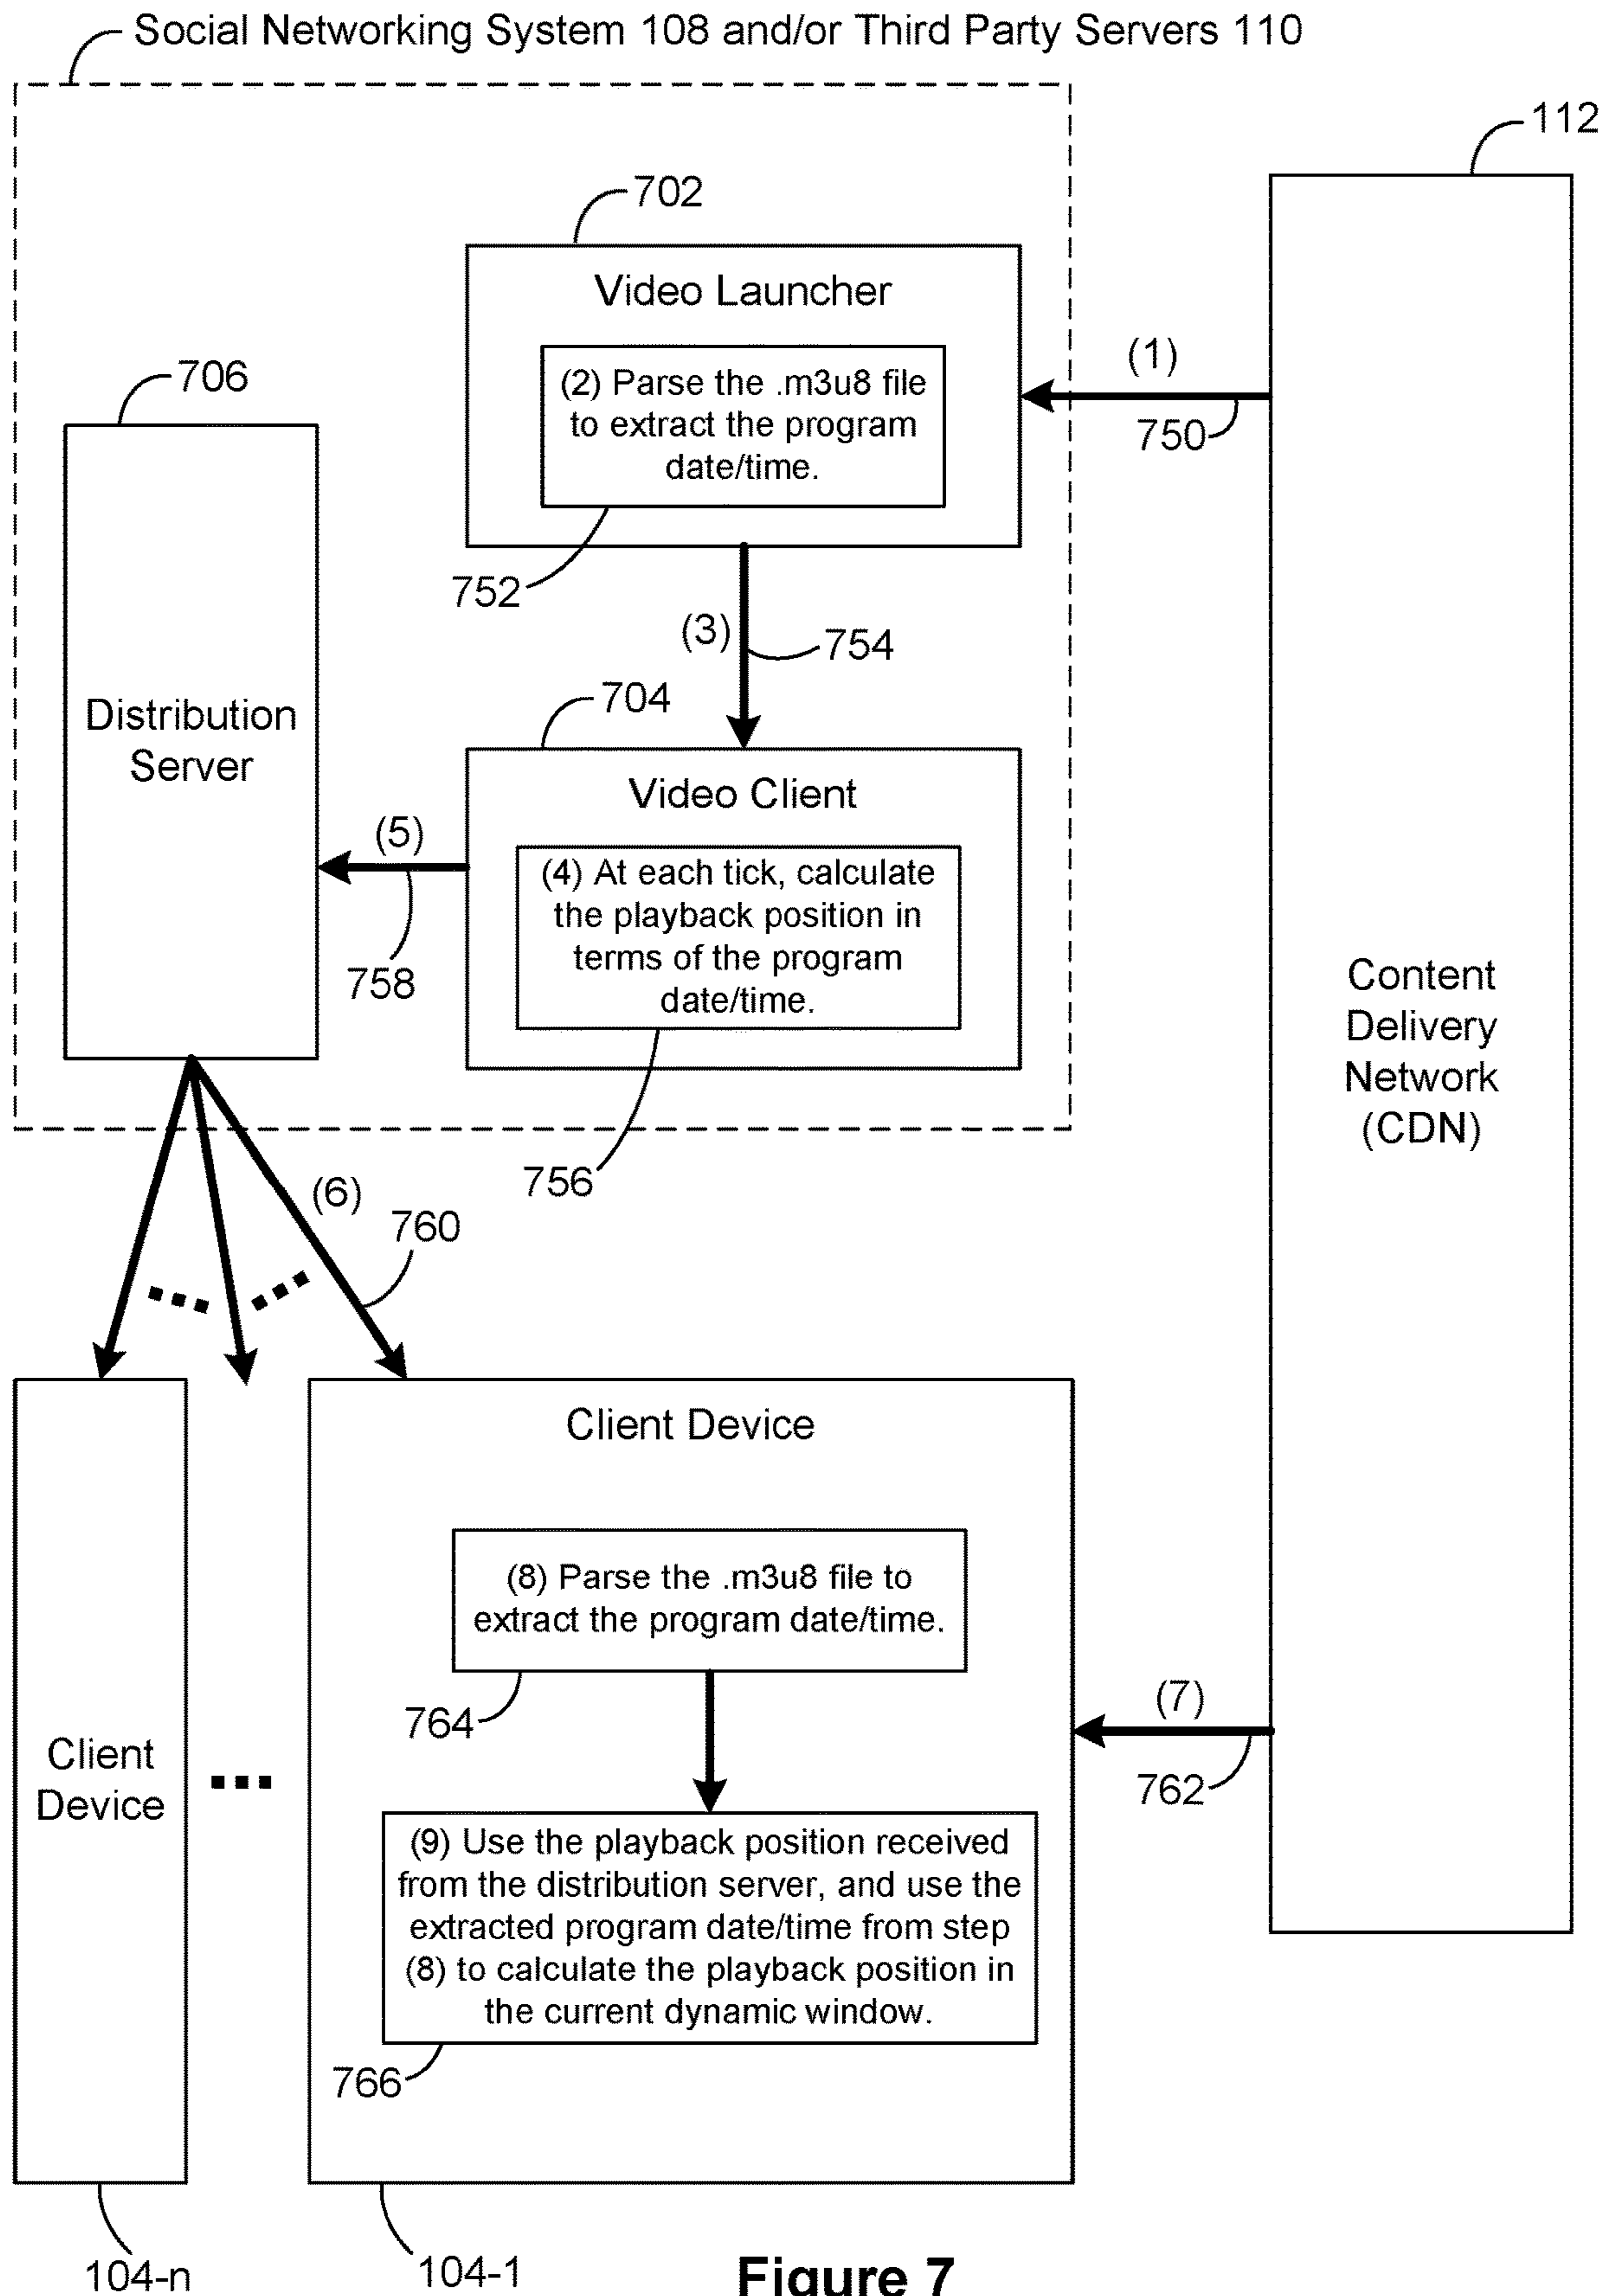 Social Networking System 108 and/or Third Party Servers 110
112
702
Video Launcher
(2) Parse the .m3u8 file
to extract the program
date/time.
(1)
750
706
752
(3)
754
704
Distribution
Server
Video Client
(4) At each tick, calculate
the playback position in
terms of the program
date/time.
(5)
758
756
Content
Delivery
Network
(CDN)
(6)
760
Client Device
(8) Parse the .m3u8 file to
extract the program date/time.
764
(7)
762
Client
Device
(9) Use the playback position received
from the distribution server, and use the
extracted program date/time from step
(8) to calculate the playback position in
the current dynamic window.
766
104-n
104-1
Figure 7